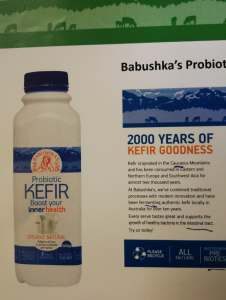 Babushka's Probiot
2000 YEARS OF
KEFIR GOODNESS
Kefir originated in the Caucasus Mountains
and has been consumed in Eastern and
Northern Europe and Southwest Asia for
almost two thousand years.
At Babushka's, we've combined traditional
processes with modern innovation and have
been fermenting authentic kefir locally in
Australia for over ten years.
Every serve tastes great and supports the
growth of healthy bacteria in the intestinal tract.
Try us today!
Probiotic
KEFIR
Boost your
inner health
ORGANIC NATURAL
PLEASE
RECYCLE
ALL
NATURAL
PRE
BIOTICS